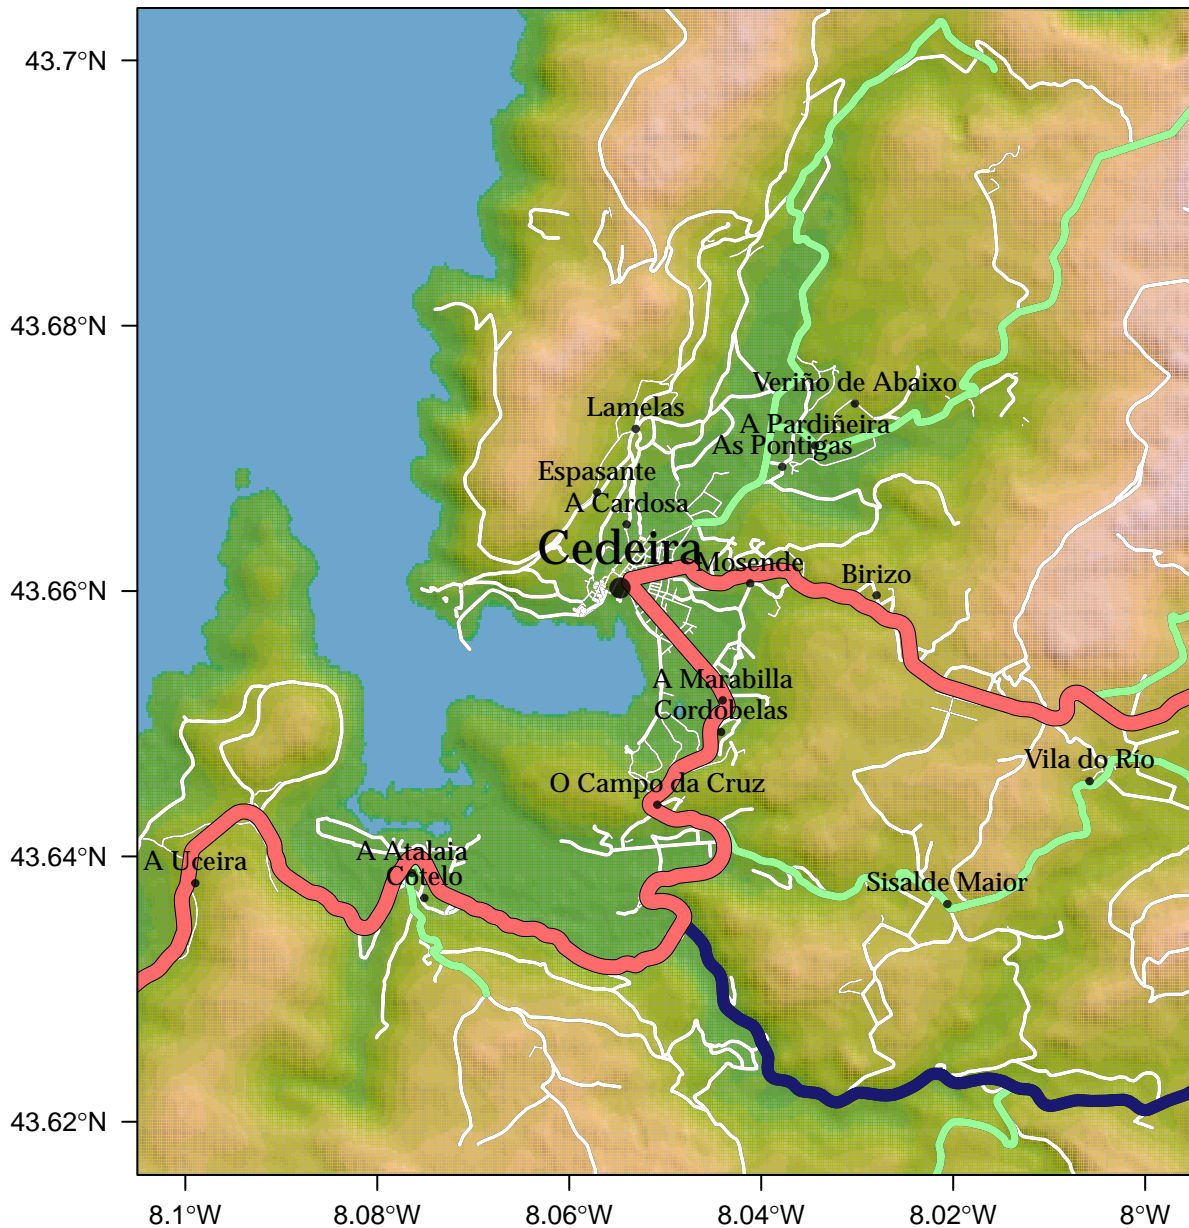 43.7°N
43.68°N
Veriño de Abaixo
Lamelas
A Pardiñeira
As Pontigas
Espasante
A Cardosa
Cedeira
Mosende
43.66°N
Birizo
A Marabilla
Cordobelas
Vila do Río
O Campo da Cruz
43.64°N
A Uceira
A Atalaia
Cotelo
Sisalde Maior
43.62°N
8.1°W
8.08°W
8.06°W
8.04°W
8.02°W
8°W